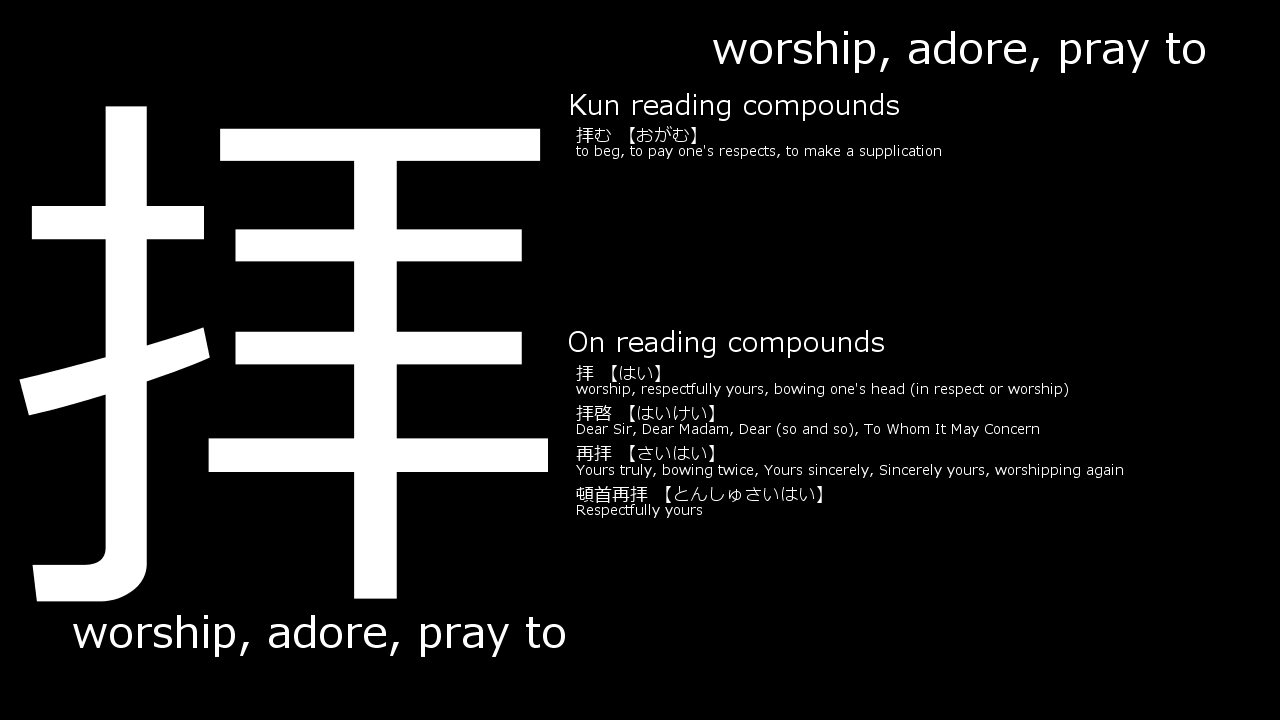 worship, adore, pray to
拝
Kun reading compounds
拝む 【おがむ】
to beg, to pay one's respects, to make a supplication
On reading compounds
拝 【はい】
worship, respectfully yours, bowing one's head (in respect or worship)
拝啓 【はいけい】
Dear Sir, Dear Madam, Dear (so and so), To Whom It May Concern
再拝 【さいはい】
Yours truly, bowing twice, Yours sincerely, Sincerely yours, worshipping again
頓首再拝 【とんしゅさいはい】
Respectfully yours
worship, adore, pray to